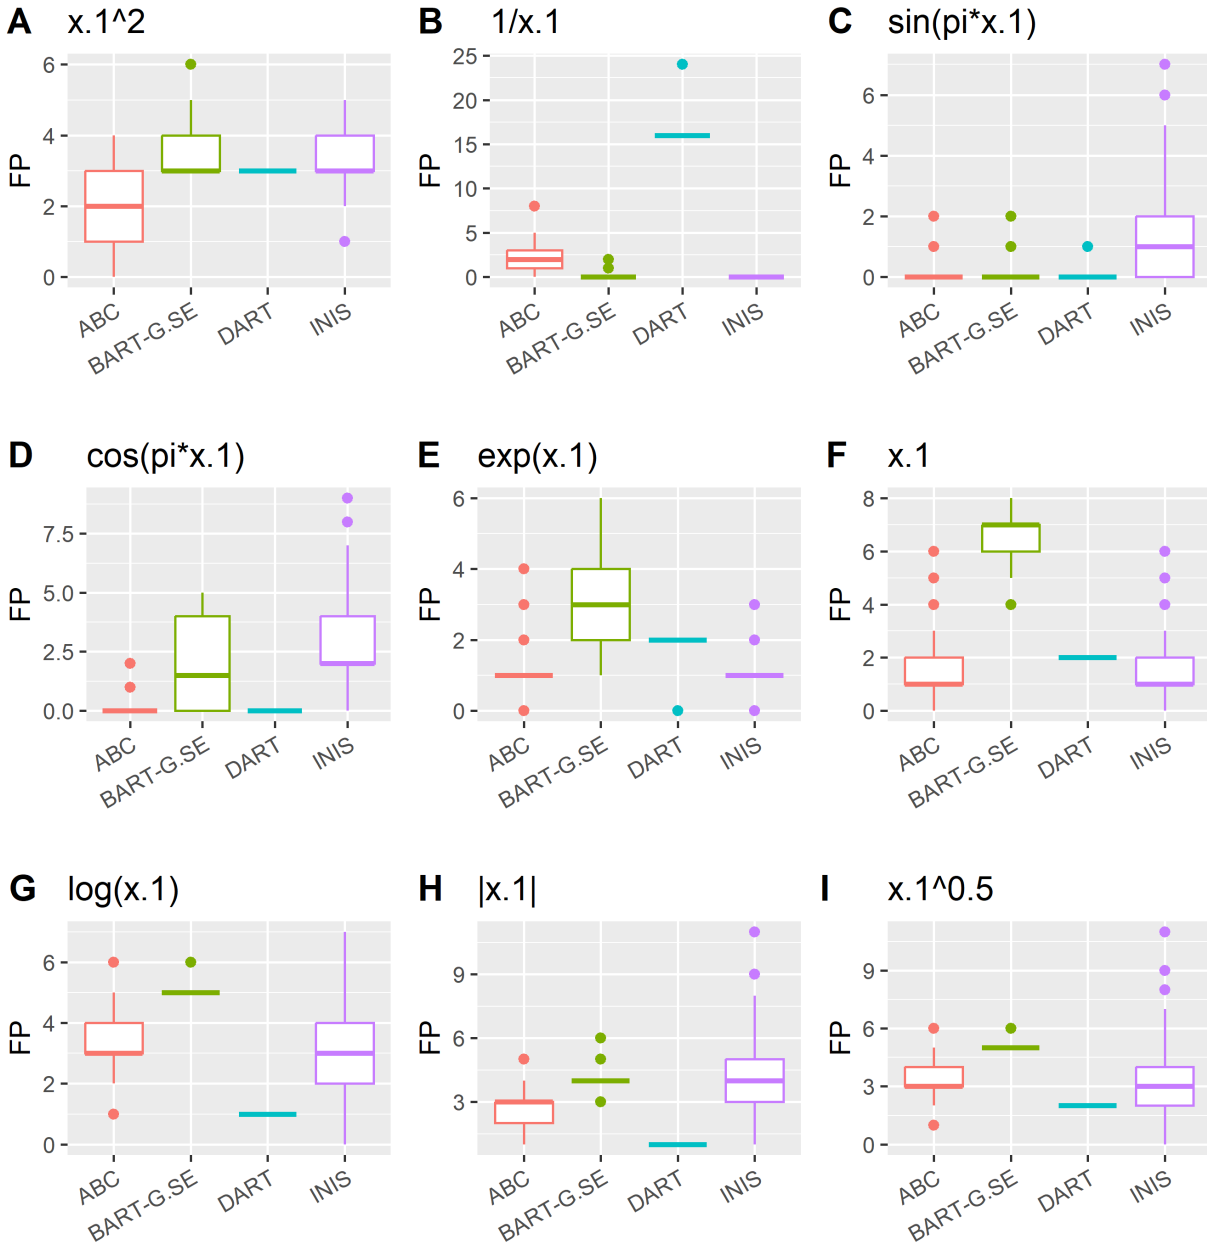 A x.1^2
FP
6
4
2
0
ABC
BART-G.SE
DART
INIS
B 1/x.1
FP
25
20
15
10
5
0
ABC
BART-G.SE
DART
INIS
C sin(pi*x.1)
FP
6
4
2
0
ABC
BART-G.SE
DART
INIS
D cos(pi*x.1)
FP
7.5
5.0
2.5
0.0
ABC
BART-G.SE
DART
INIS
E exp(x.1)
FP
6
4
2
0
ABC
BART-G.SE
DART
INIS
F x.1
FP
8
6
4
2
0
ABC
BART-G.SE
DART
INIS
G log(x.1)
FP
6
4
2
0
ABC
BART-G.SE
DART
INIS
H |x.1|
FP
9
6
3
ABC
BART-G.SE
DART
INIS
I x.1^0.5
FP
9
6
3
0
ABC
BART-G.SE
DART
INIS